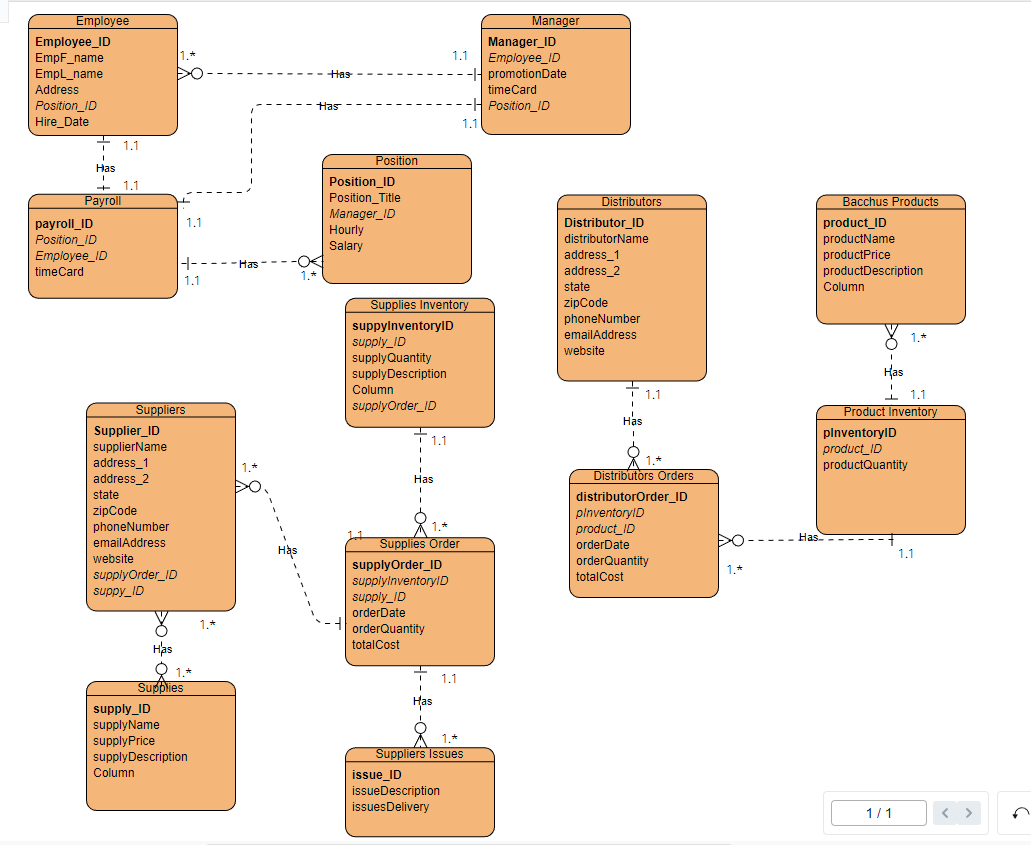 Employee
Employee_ID
EmpF_name
EmpL_name
Address
Position_ID
Hire_Date
1.*
Has
1.1
Manager
Manager_ID
Employee_ID
promotionDate
timeCard
Position_ID
Has
1.1
1.1
Has
1.1
Payroll
payroll_ID
Position_ID
Employee_ID
timeCard
1.1
1.1
Has
1.*
Position
Position_ID
Position_Title
Manager_ID
Hourly
Salary
Distributors
Distributor_ID
distributorName
address_1
address_2
state
zipCode
phoneNumber
emailAddress
website
Bacchus Products
product_ID
productName
productPrice
productDescription
Column
1.*
Has
1.1
Supplies Inventory
suppyInventoryID
supply_ID
supplyQuantity
supplyDescription
Column
supplyOrder_ID
1.1
Has
1.*
1.1
Has
1.*
Product Inventory
pInventoryID
product_ID
productQuantity
Suppliers
Supplier_ID
supplierName
address_1
address_2
state
zipCode
phoneNumber
emailAddress
website
supplyOrder_ID
suppy_ID
1.*
Has
1.1
Supplies Order
supplyOrder_ID
supplyInventoryID
supply_ID
orderDate
orderQuantity
totalCost
Distributors Orders
distributorOrder_ID
pInventoryID
product_ID
orderDate
orderQuantity
totalCost
1.*
Has
1.1
1.*
Has
1.*
Supplies
supply_ID
supplyName
supplyPrice
supplyDescription
Column
1.1
Has
1.*
Suppliers Issues
issue_ID
issueDescription
issuesDelivery
1 / 1